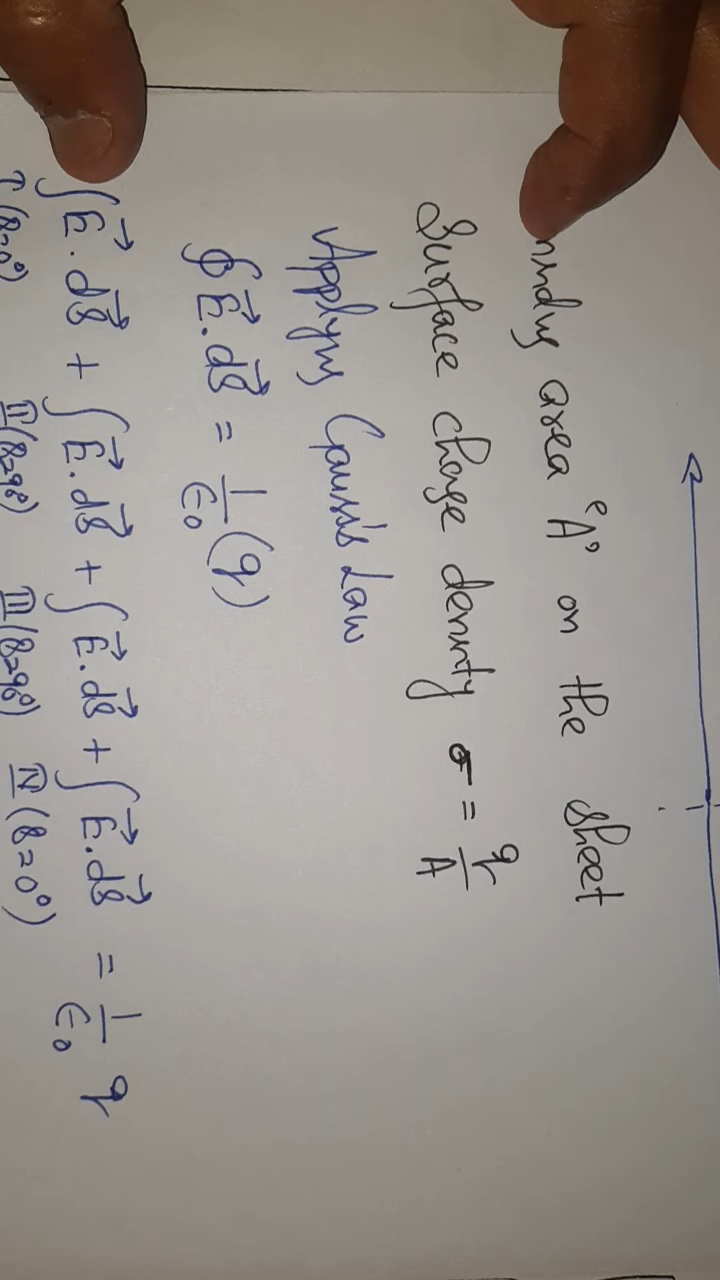 area "A" on the sheet
Surface charge density σ = q/A
Applying Gauss's Law
∮ E⃗.dS⃗ = 1/ε₀ (q)
∫ E⃗.dS⃗ + ∫ E⃗.dS⃗ + ∫ E⃗.dS⃗ + ∫ E⃗.dS⃗ = 1/ε₀ q
I (θ=0°) II (θ=90°) III (θ=90°) IV (θ=0°)